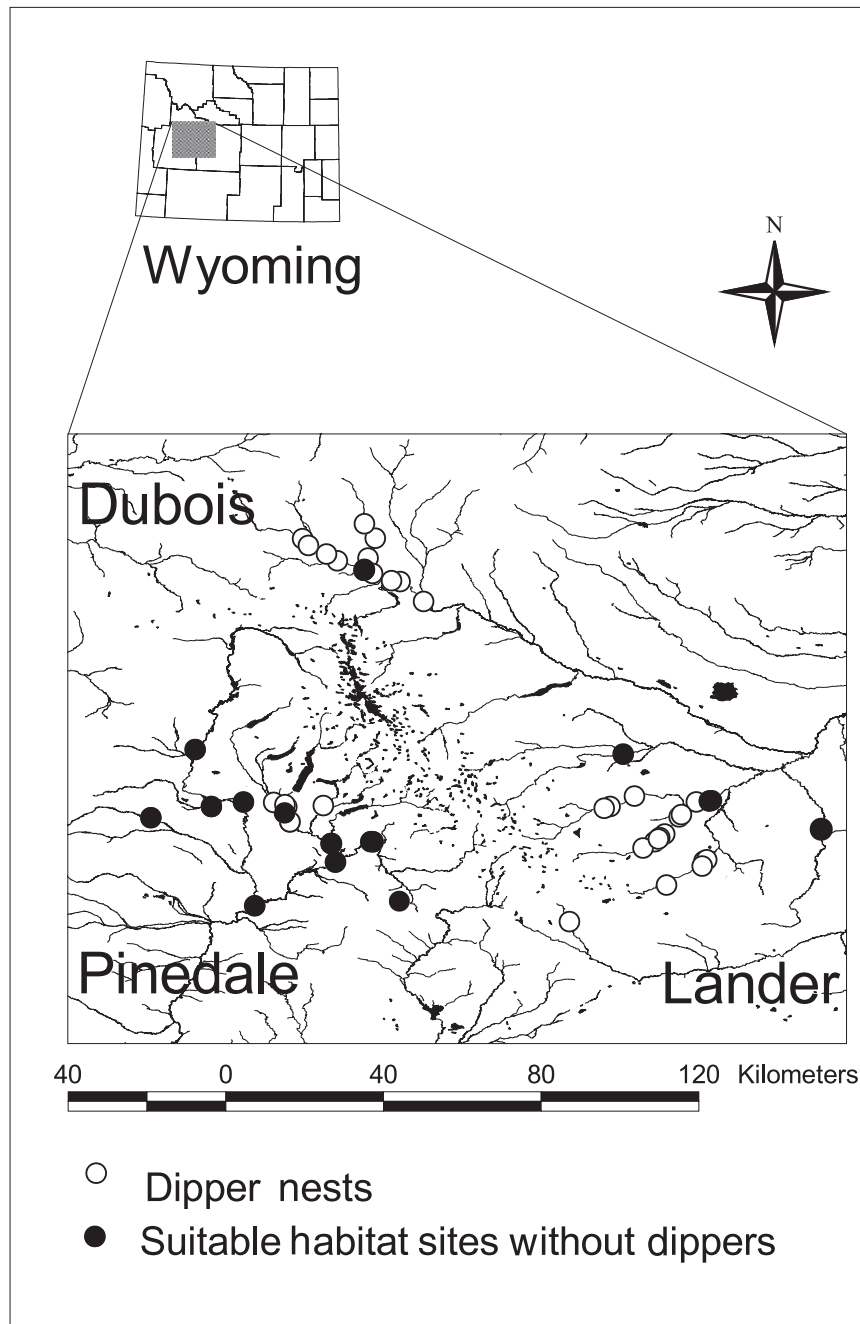 Wyoming
N
Dubois
Pinedale
Lander
40 0 40 80 120 Kilometers
Dipper nests
Suitable habitat sites without dippers